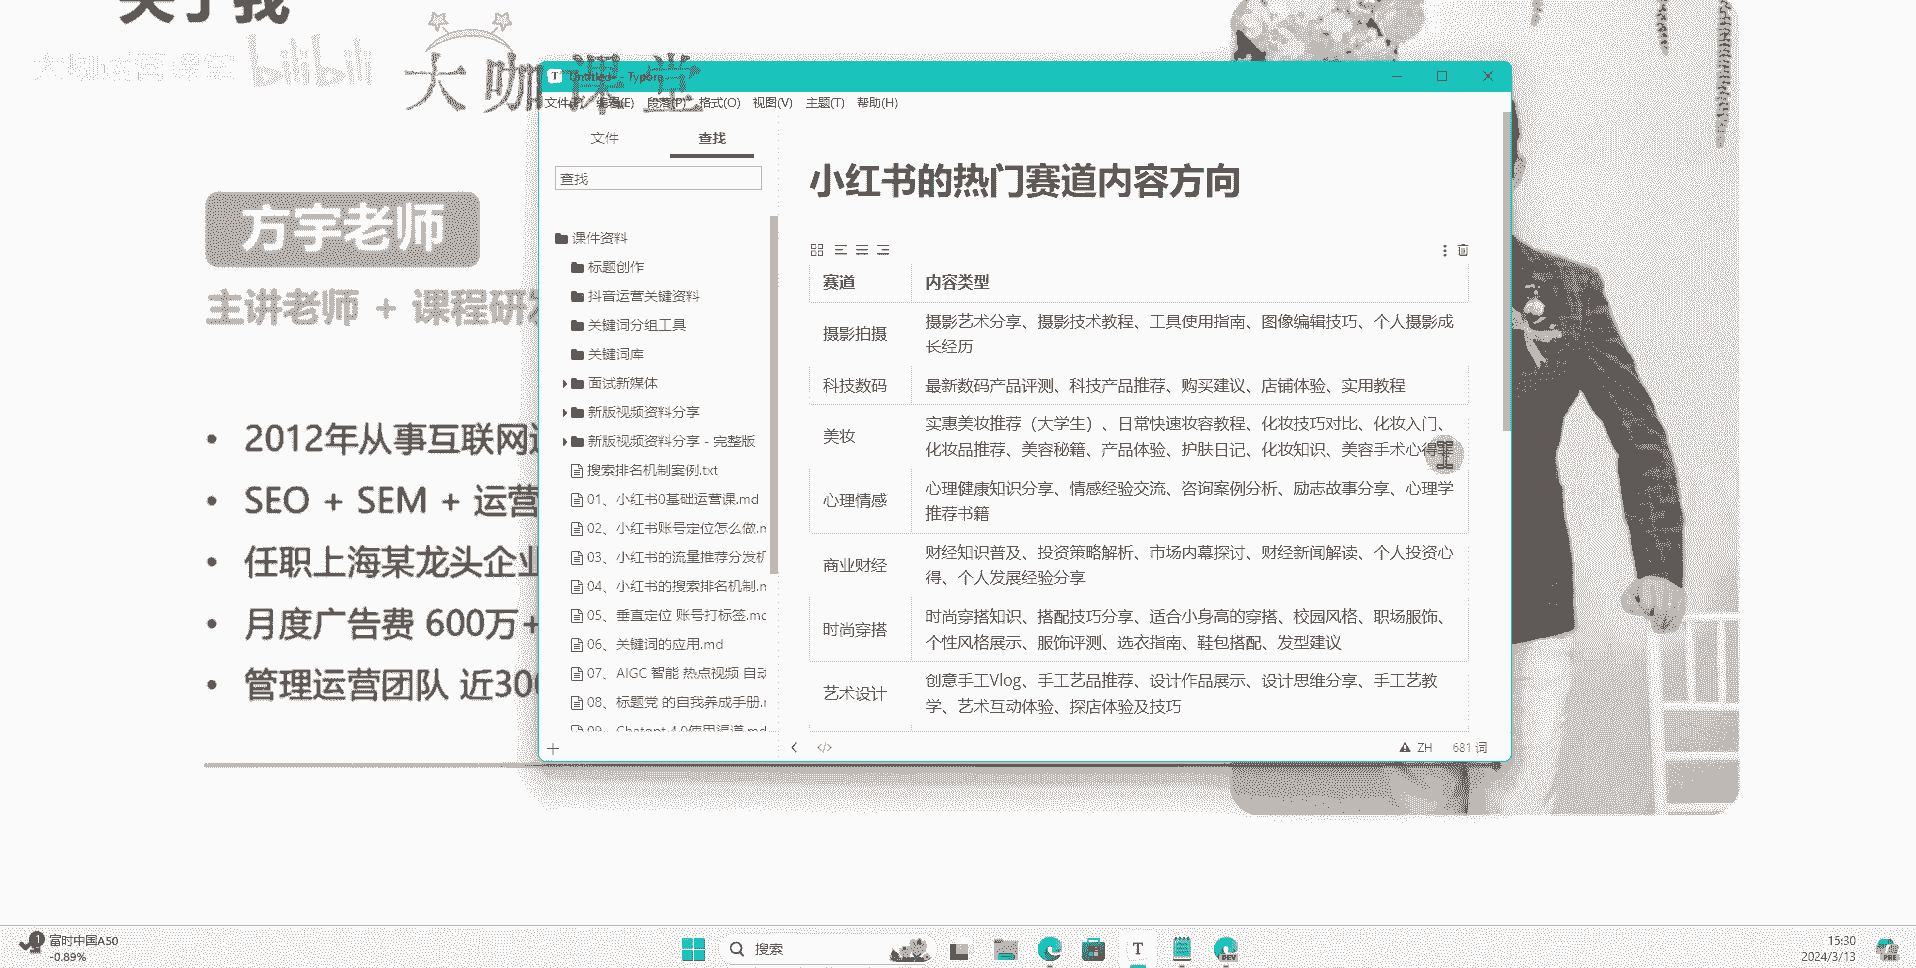 关于我
大咖运营课堂 bilibili
大咖课堂
方宇老师
主讲老师 + 课程研发
2012年从事互联网运
SEO + SEM + 运营
任职上海某龙头企业
月度广告费 600万+
管理运营团队 近300
Untitled - Typora
文件(F) 编辑(E) 段落(P) 格式(O) 视图(V) 主题(T) 帮助(H)
文件 查找
查找
课件资料
标题创作
抖音运营关键资料
关键词分组工具
关键词库
面试新媒体
新版视频资料分享
新版视频资料分享 - 完整版
搜索排名机制案例.txt
01、小红书0基础运营课.md
02、小红书账号定位怎么做.m
03、小红书的流量推荐分发机
04、小红书的搜索排名机制.m
05、垂直定位 账号打标签.mc
06、关键词的应用.md
07、AIGC 智能 热点视频 自动
08、标题党 的自我养成手册.r
09、Chatgpt 4.0使用渠道.md
小红书的热门赛道内容方向
赛道 内容类型
摄影拍摄 摄影艺术分享、摄影技术教程、工具使用指南、图像编辑技巧、个人摄影成
长经历
科技数码 最新数码产品评测、科技产品推荐、购买建议、店铺体验、实用教程
美妆 实惠美妆推荐（大学生）、日常快速妆容教程、化妆技巧对比、化妆入门、
化妆品推荐、美容秘籍、产品体验、护肤日记、化妆知识、美容手术心得
心理情感 心理健康知识分享、情感经验交流、咨询案例分析、励志故事分享、心理学
推荐书籍
商业财经 财经知识普及、投资策略解析、市场内幕探讨、财经新闻解读、个人投资心
得、个人发展经验分享
时尚穿搭 时尚穿搭知识、搭配技巧分享、适合小身高的穿搭、校园风格、职场服饰、
个性风格展示、服饰评测、选衣指南、鞋包搭配、发型建议
艺术设计 创意手工Vlog、手工艺品推荐、设计作品展示、设计思维分享、手工艺教
学、艺术互动体验、探店体验及技巧
ZH 681 词
富时中国A50
-0.89%
搜索
15:30
2024/3/13